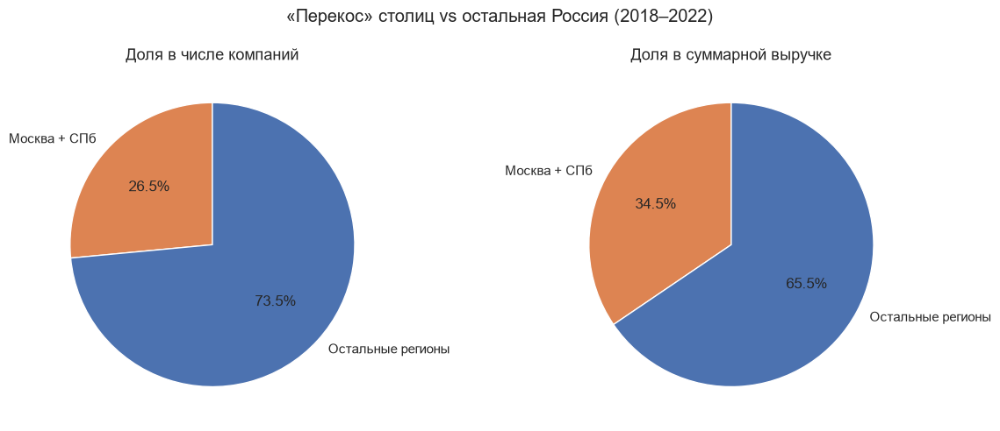 «Перекос» столиц vs остальная Россия (2018–2022)
Доля в числе компаний
Москва + СПб
26.5%
73.5%
Остальные регионы
Доля в суммарной выручке
Москва + СПб
34.5%
65.5%
Остальные регионы